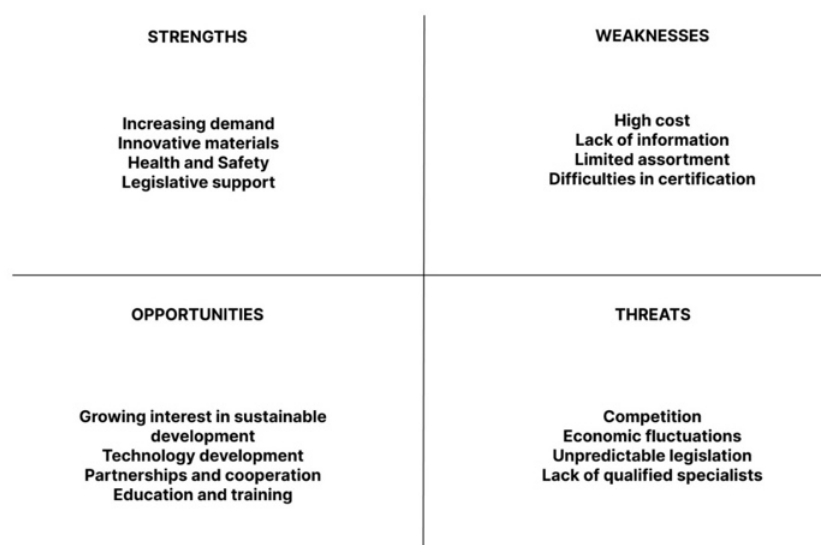 STRENGTHS
Increasing demand
Innovative materials
Health and Safety
Legislative support
WEAKNESSES
High cost
Lack of information
Limited assortment
Difficulties in certification
OPPORTUNITIES
Growing interest in sustainable
development
Technology development
Partnerships and cooperation
Education and training
THREATS
Competition
Economic fluctuations
Unpredictable legislation
Lack of qualified specialists